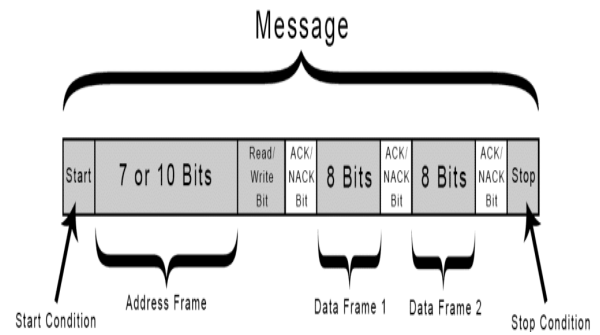 Message
Start
7 or 10 Bits
Read/
Write
Bit
ACK/
NACK
Bit
8 Bits
ACK/
NACK
Bit
8 Bits
ACK/
NACK
Bit
Stop
Start Condition
Address Frame
Data Frame 1
Data Frame 2
Stop Condition